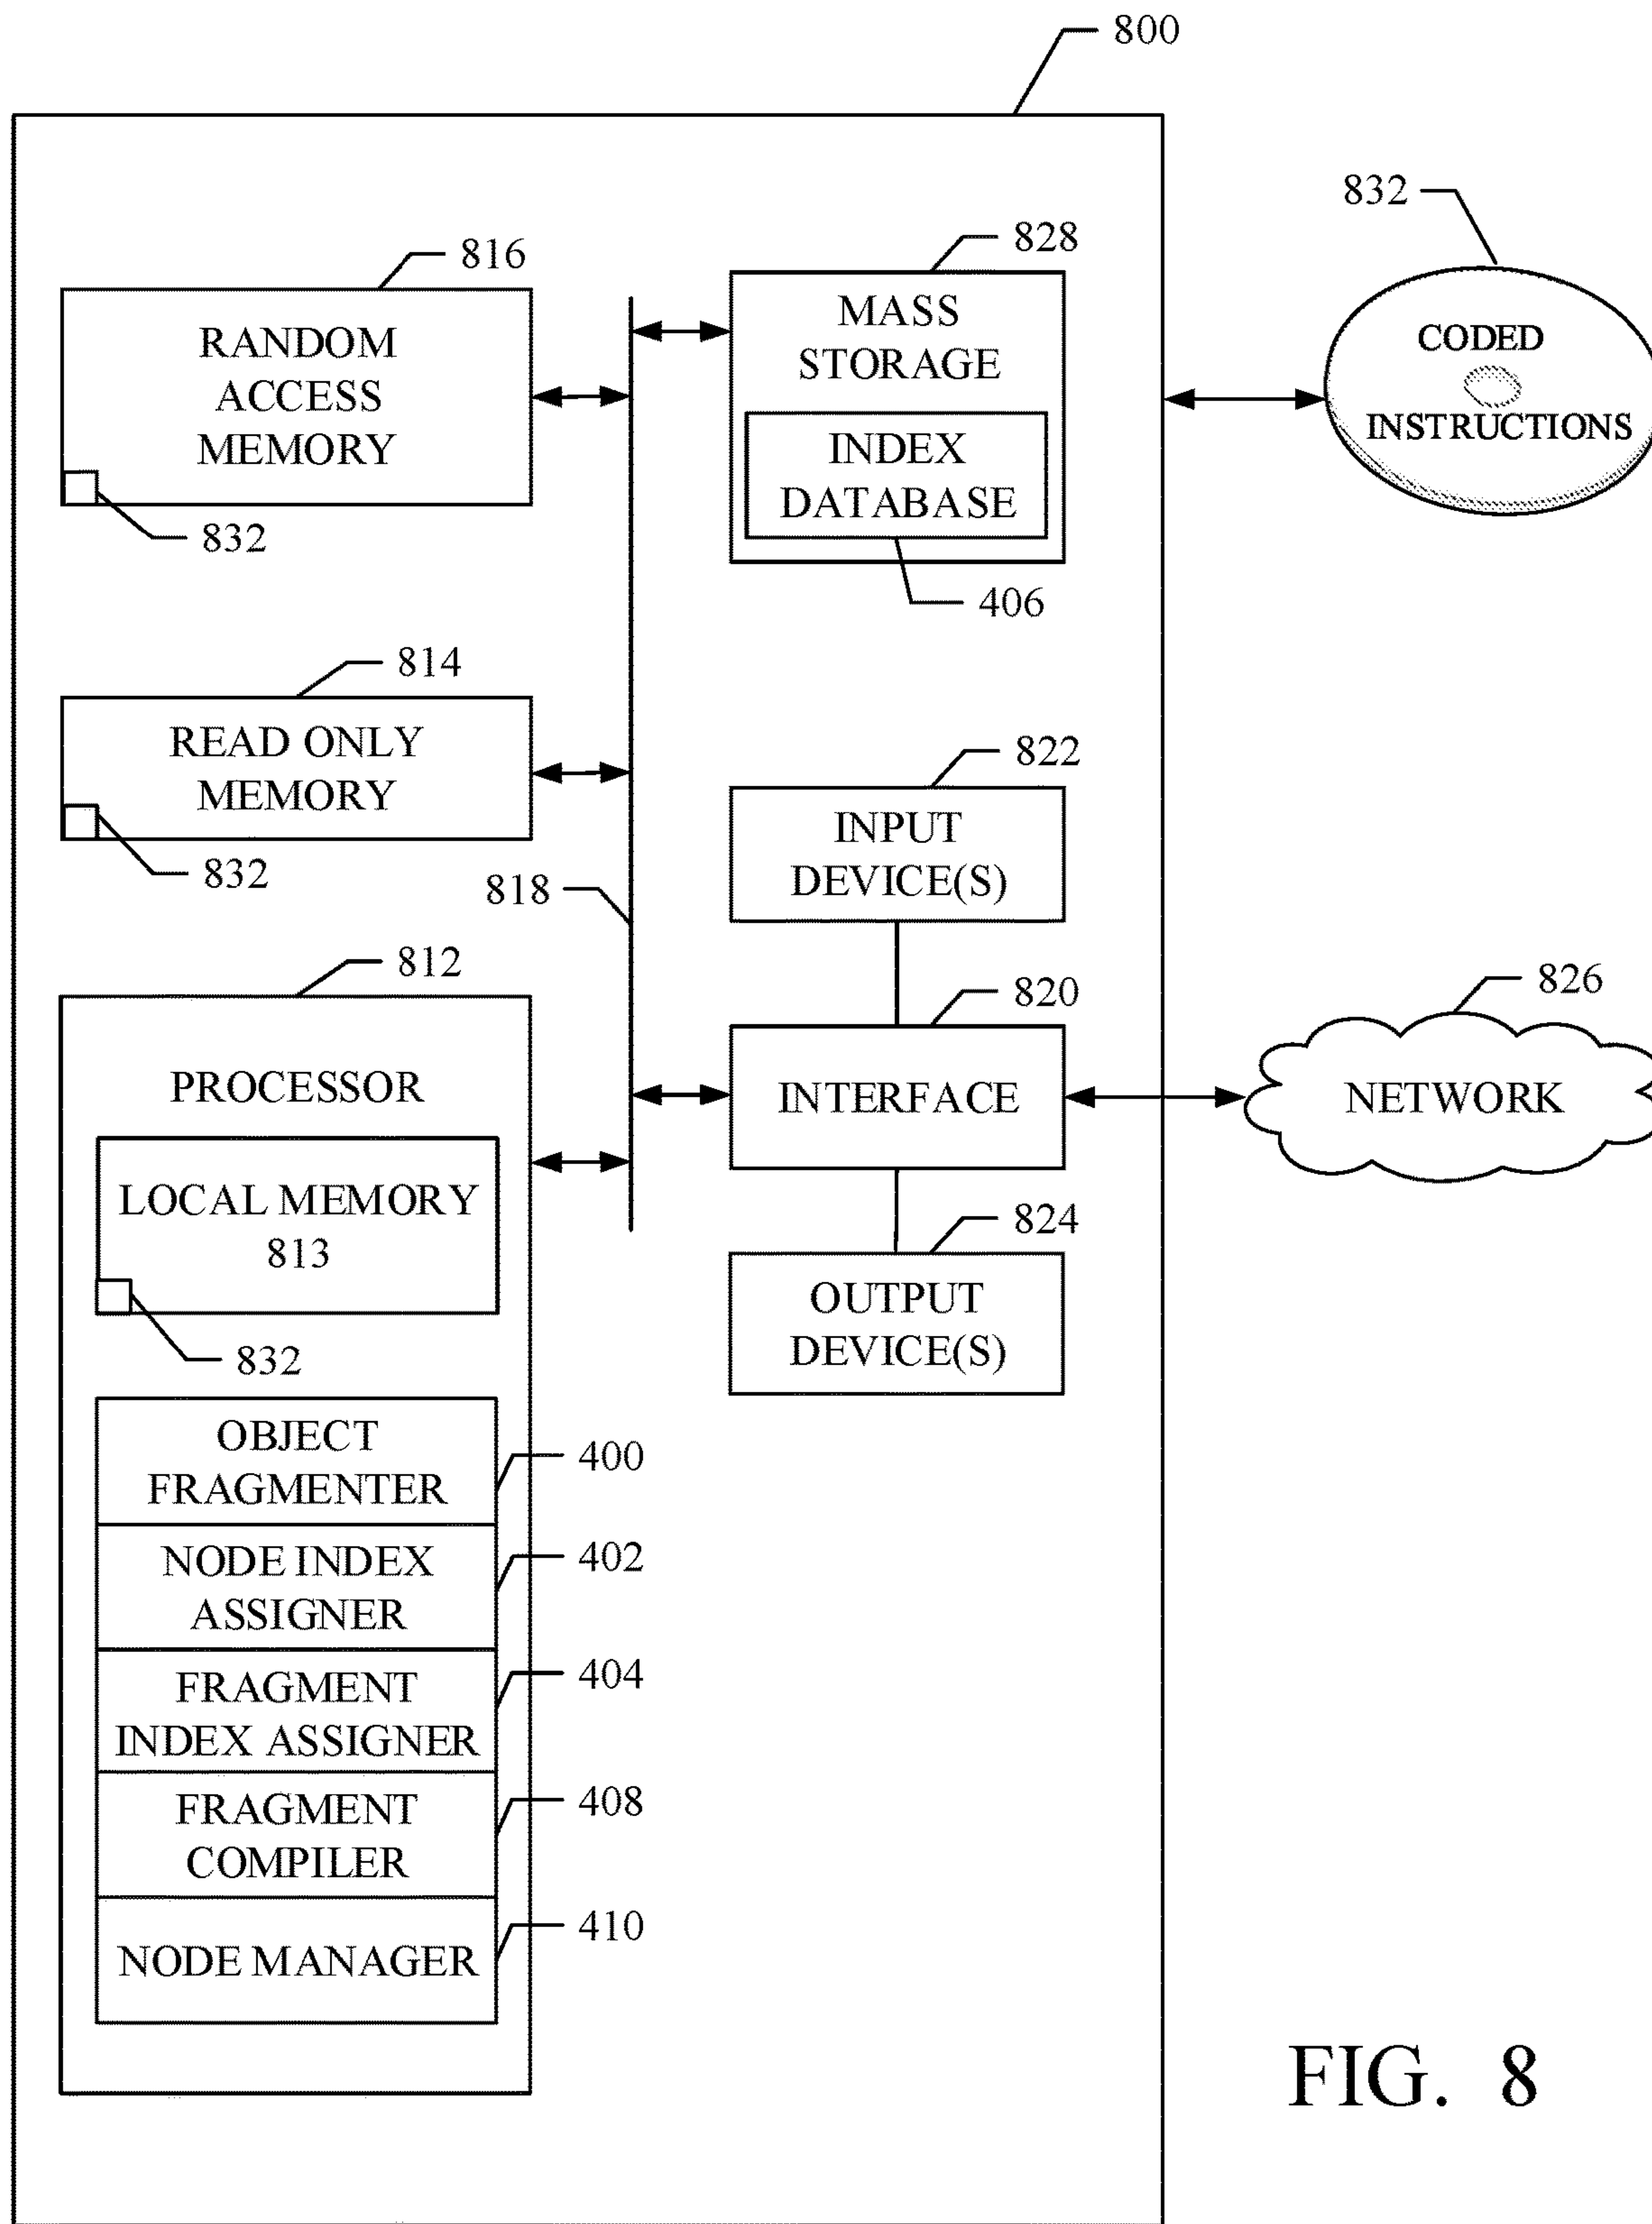 800
832
816
828
RANDOM
ACCESS
MEMORY
832
MASS
STORAGE
INDEX
DATABASE
406
CODED
INSTRUCTIONS
814
READ ONLY
MEMORY
832
818
822
INPUT
DEVICE(S)
812
820
826
PROCESSOR
INTERFACE
NETWORK
LOCAL MEMORY
813
832
824
OUTPUT
DEVICE(S)
OBJECT
FRAGMENTER
400
NODE INDEX
ASSIGNER
402
FRAGMENT
INDEX ASSIGNER
404
FRAGMENT
COMPILER
408
NODE MANAGER
410
FIG. 8